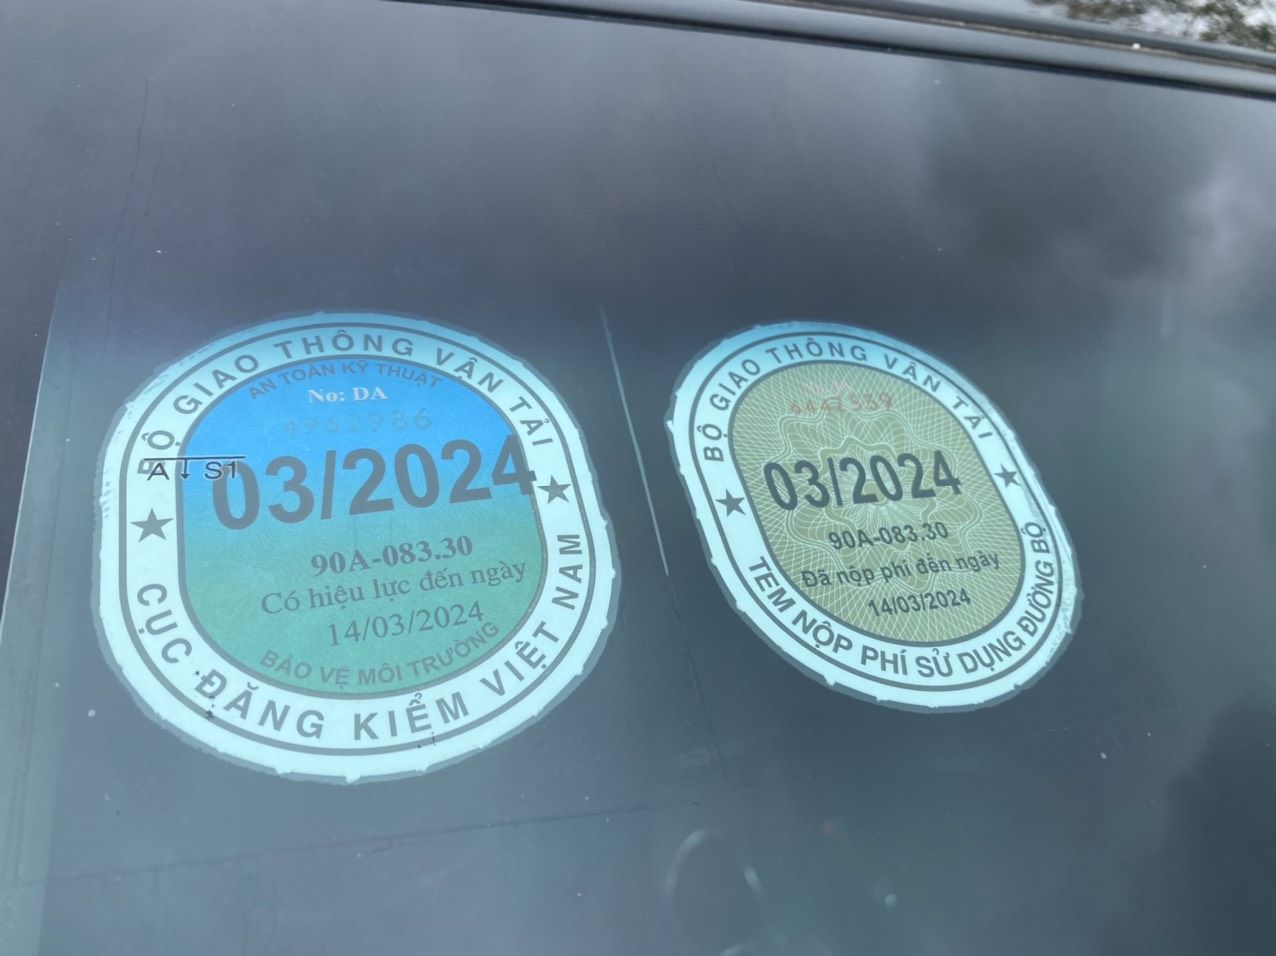 BỘ GIAO THÔNG VẬN TẢI
AN TOÀN KỸ THUẬT
No: DA
4962986
A↓S1
03/2024
90A-083.30
Có hiệu lực đến ngày
14/03/2024
BẢO VỆ MÔI TRƯỜNG
CỤC ĐĂNG KIỂM VIỆT NAM
BỘ GIAO THÔNG VẬN TẢI
03/2024
90A-083.30
Đã nộp phí đến ngày
14/03/2024
TEM NỘP PHÍ SỬ DỤNG ĐƯỜNG BỘ